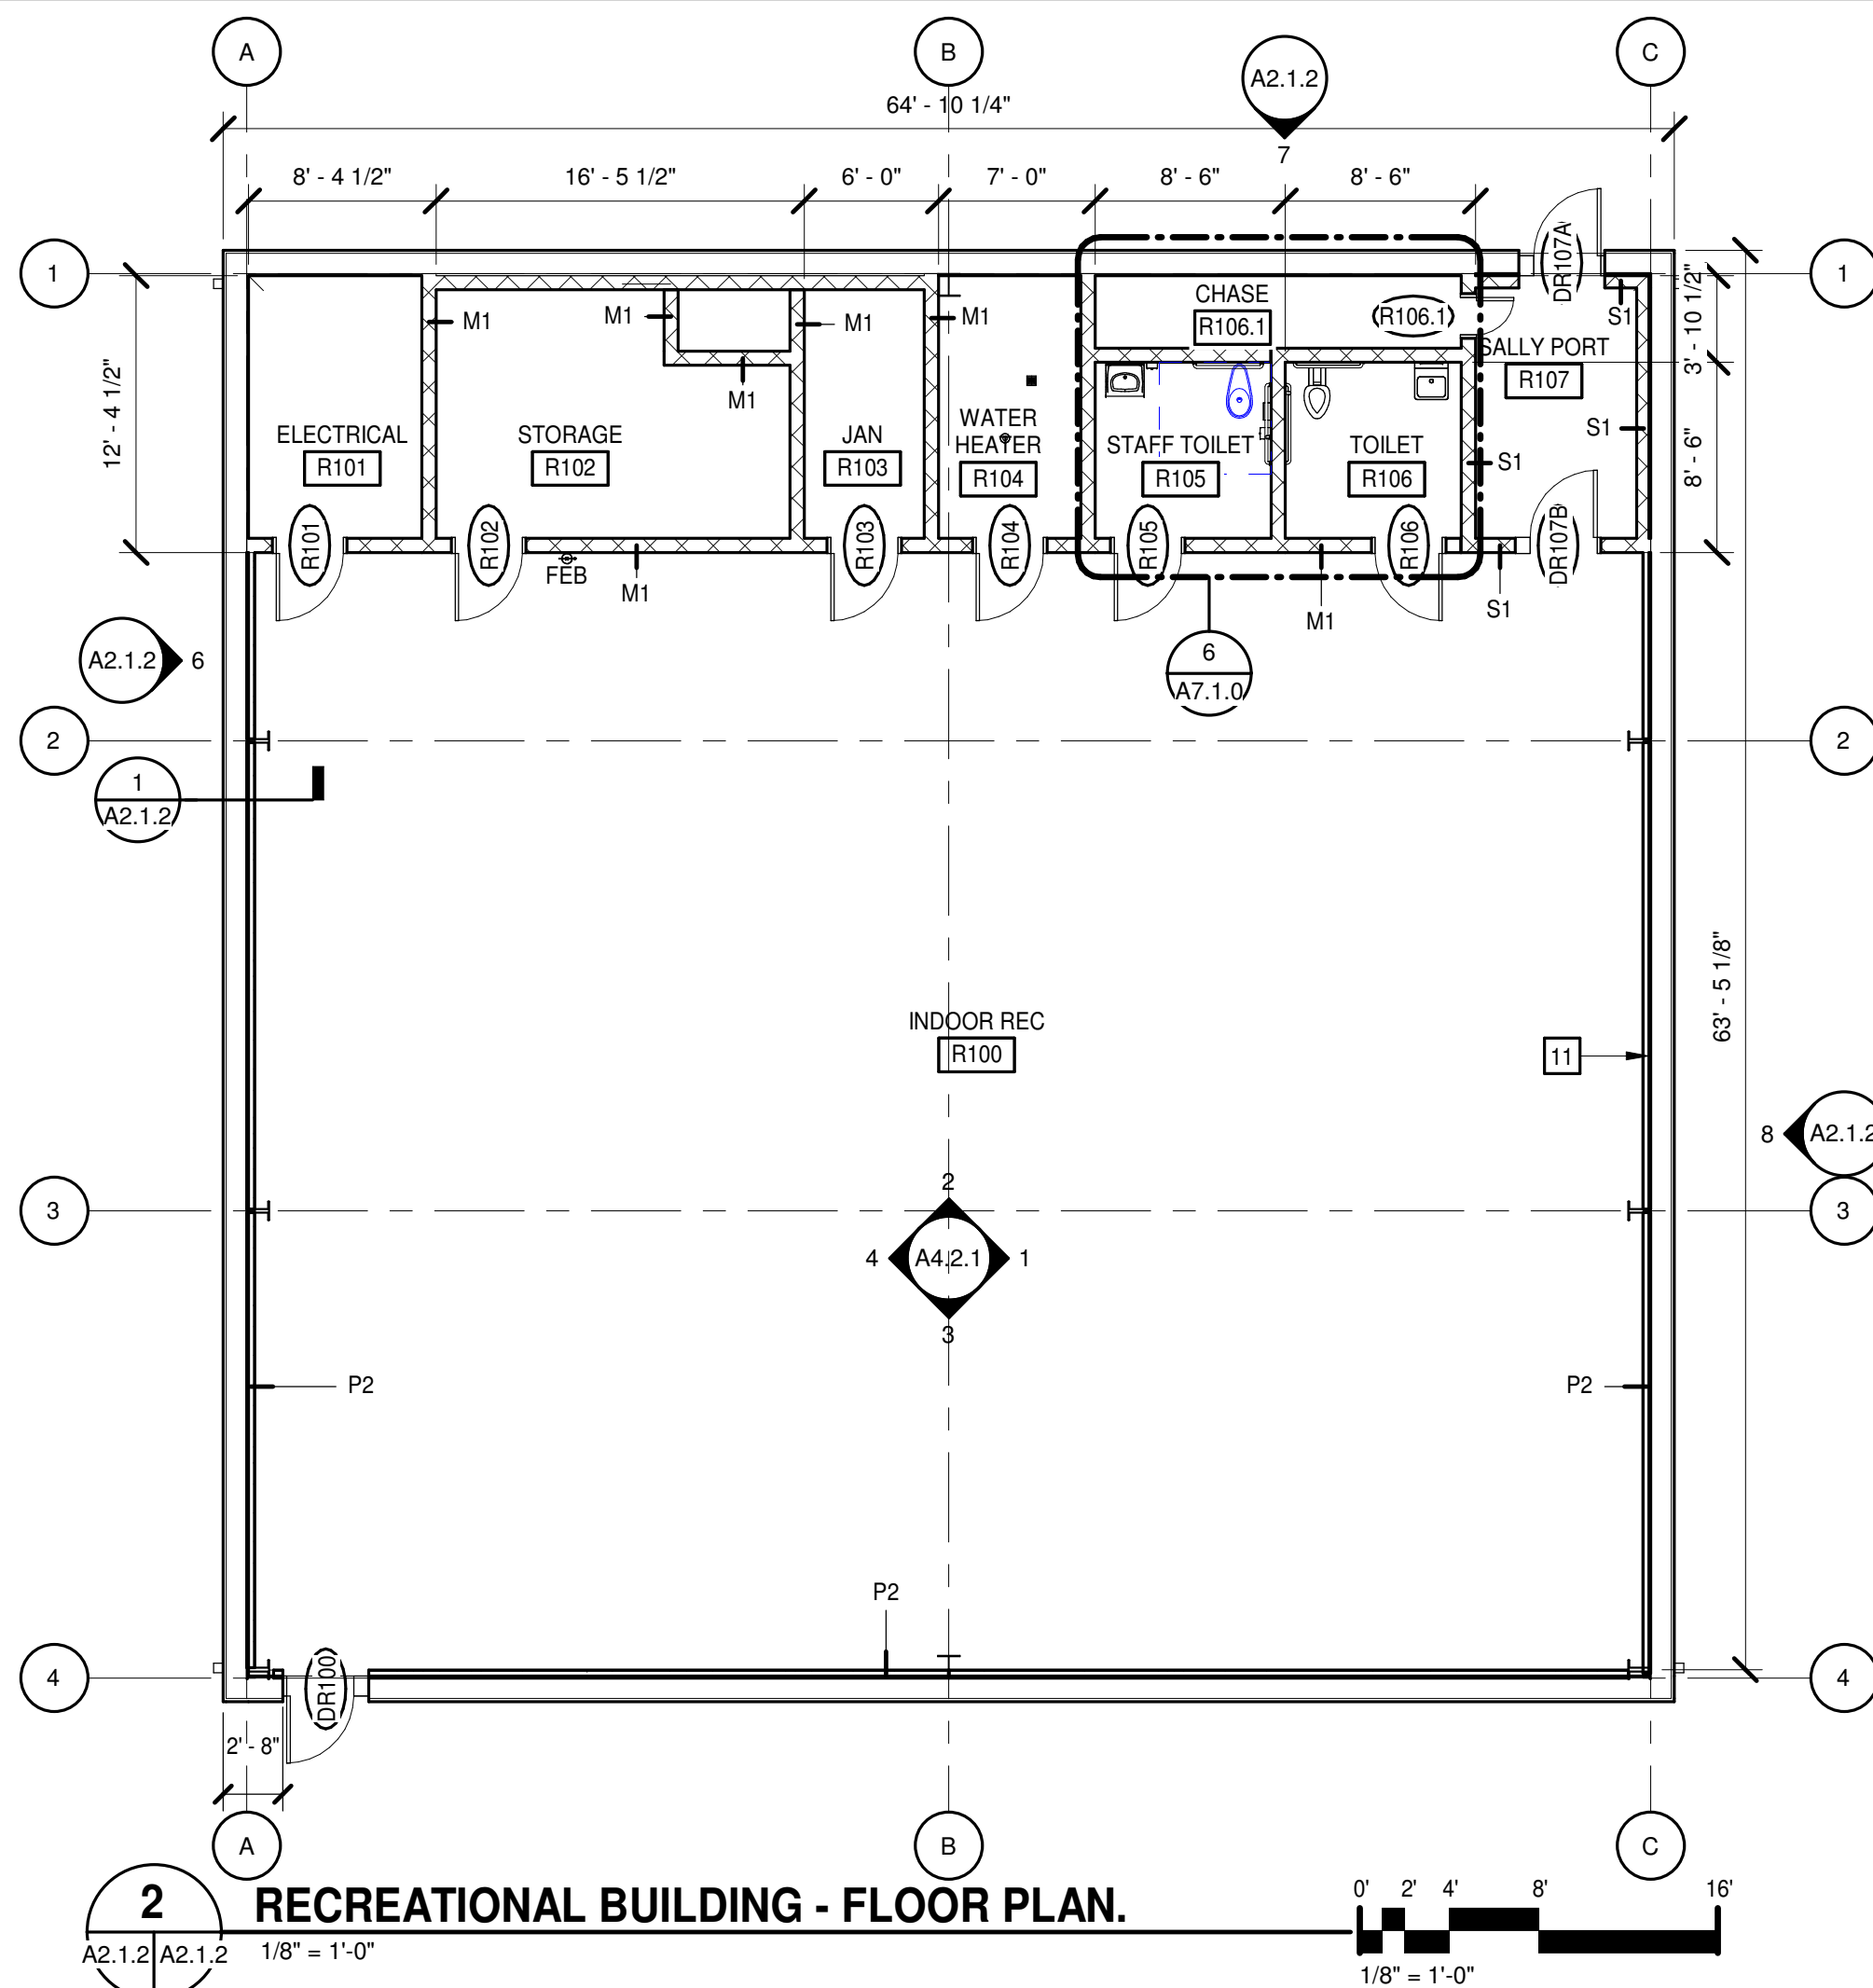 A
B
C
A2.1.2
7
64' - 10 1/4"
8' - 4 1/2"
16' - 5 1/2"
6' - 0"
7' - 0"
8' - 6"
8' - 6"
DR107A
1
1
12' - 4 1/2"
3' - 10 1/2"
8' - 6"
M1
M1
M1
M1
M1
CHASE
R106.1
R106.1
S1
SALLY PORT
R107
S1
S1
ELECTRICAL
R101
STORAGE
R102
JAN
R103
WATER
HEATER
R104
STAFF TOILET
R105
TOILET
R106
R101
R102
R103
R104
R105
R106
DR107B
FEB
M1
M1
S1
A2.1.2
6
6
A7.1.0
2
2
1
A2.1.2
INDOOR REC
R100
11
63' - 5 1/8"
8
A2.1.2
3
3
2
4
A4.2.1
1
3
P2
P2
P2
4
4
DR100
2' - 8"
A
B
C
2
A2.1.2
A2.1.2
RECREATIONAL BUILDING - FLOOR PLAN.
1/8" = 1'-0"
0'
2'
4'
8'
16'
1/8" = 1'-0"